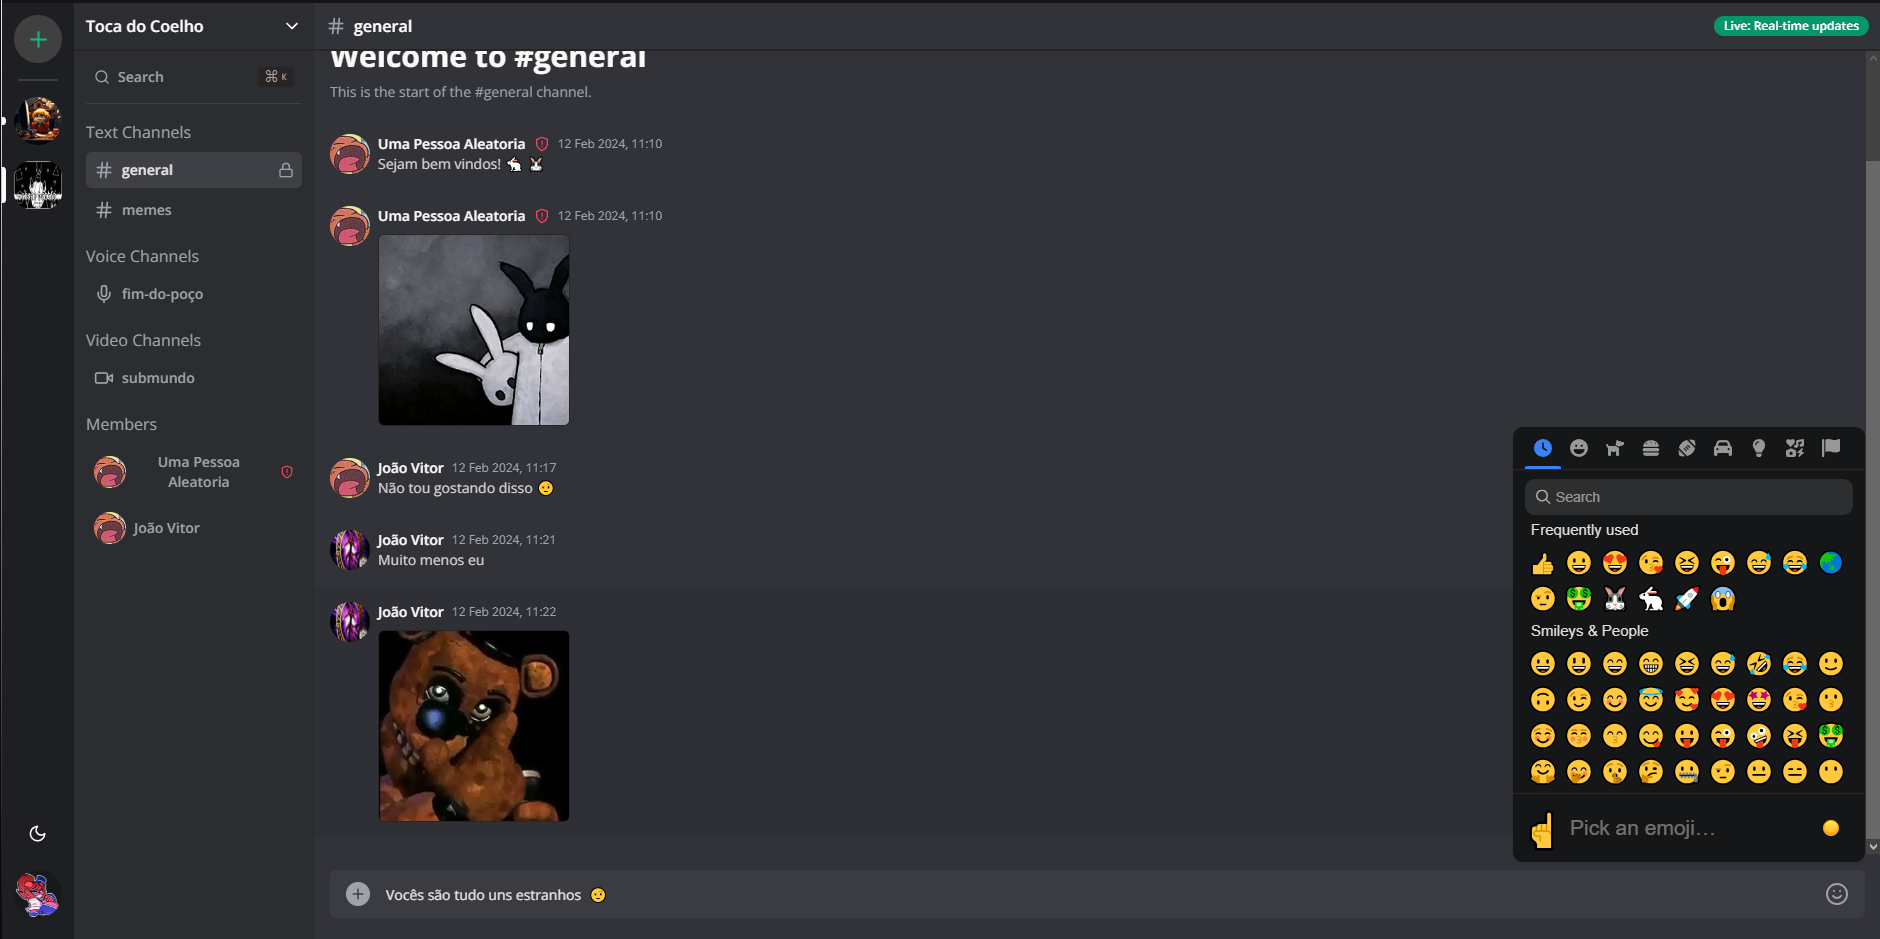 Toca do Coelho
Search
⌘ K
Text Channels
general
memes
Voice Channels
fim-do-poço
Video Channels
submundo
Members
Uma Pessoa
Aleatoria
João Vitor
# general
Live: Real-time updates
Welcome to #general
This is the start of the #general channel.
Uma Pessoa Aleatoria 12 Feb 2024, 11:10
Sejam bem vindos! 🐇 🐰
Uma Pessoa Aleatoria 12 Feb 2024, 11:10
João Vitor 12 Feb 2024, 11:17
Não tou gostando disso 🤨
João Vitor 12 Feb 2024, 11:21
Muito menos eu
João Vitor 12 Feb 2024, 11:22
Vocês são tudo uns estranhos 🤨
Search
Frequently used
Smileys & People
Pick an emoji…